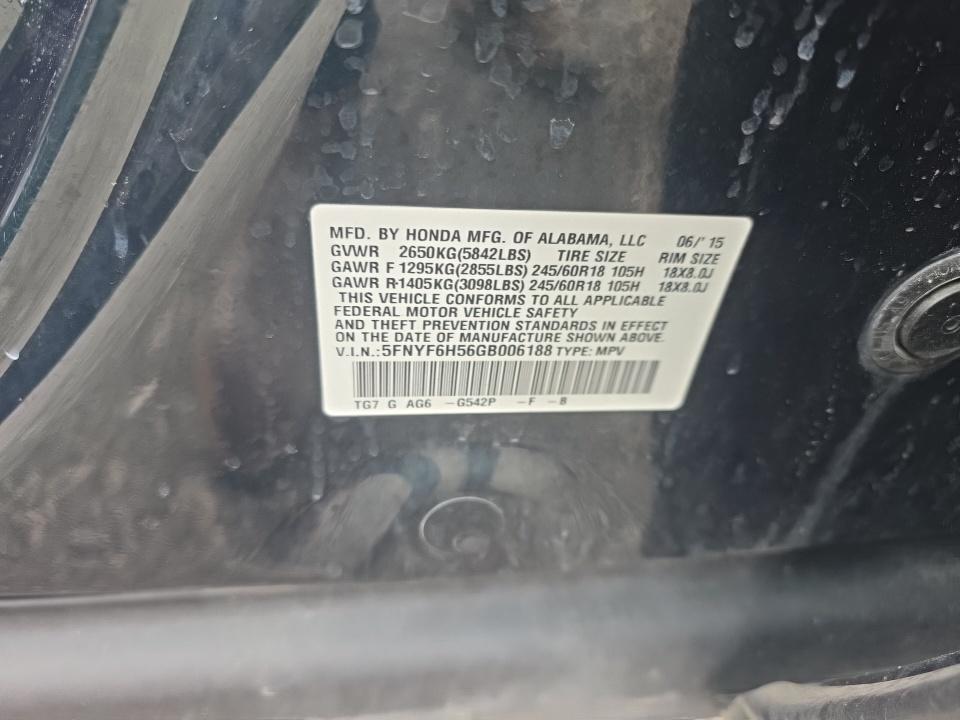 MFD. BY HONDA MFG. OF ALABAMA, LLC 06/'15
GVWR 2650KG(5842LBS) TIRE SIZE RIM SIZE
GAWR F 1295KG(2855LBS) 245/60R18 105H 18X8.0J
GAWR R-1405KG(3098LBS) 245/60R18 105H 18X8.0J
THIS VEHICLE CONFORMS TO ALL APPLICABLE
FEDERAL MOTOR VEHICLE SAFETY
AND THEFT PREVENTION STANDARDS IN EFFECT
ON THE DATE OF MANUFACTURE SHOWN ABOVE.
V.I.N.:5FNYF6H56GB006188 TYPE: MPV
TG7 G AG6 -G542P -F -B